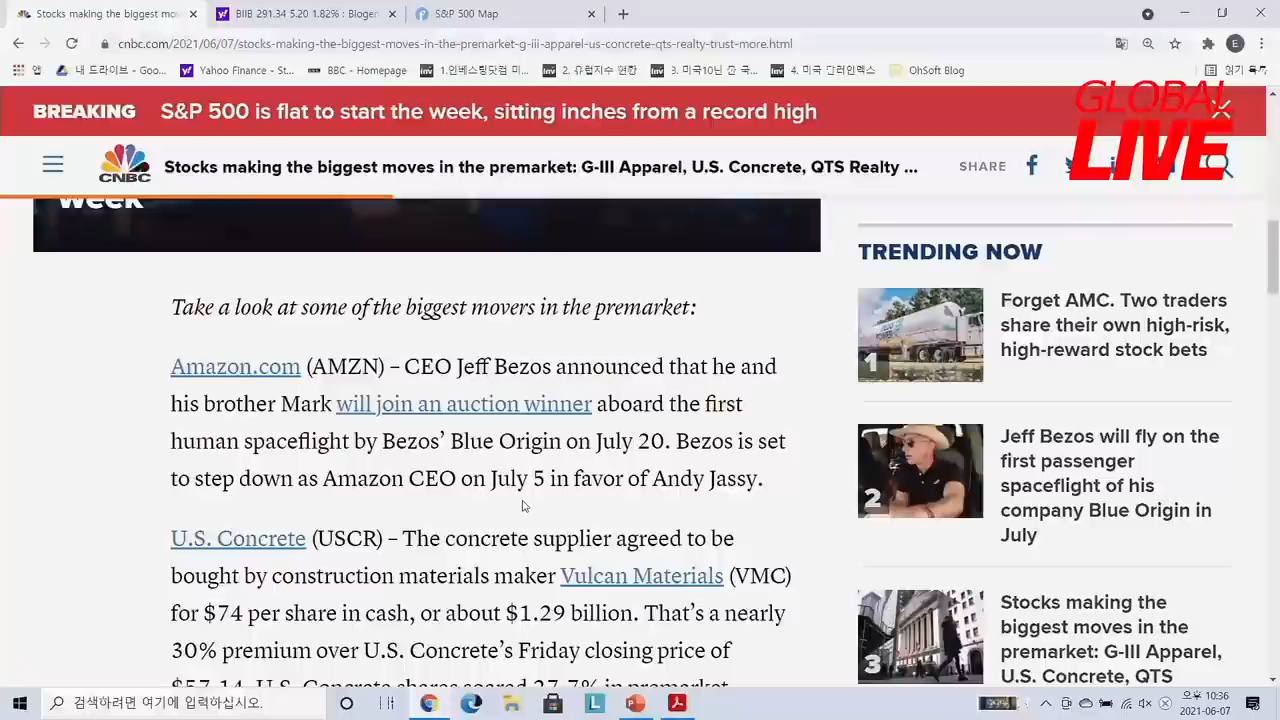 Stocks making the biggest mov
BIIB 291.34 5.20 1.82% : Bioger
S&P 500 Map
cnbc.com/2021/06/07/stocks-making-the-biggest-moves-in-the-premarket-g-iii-apparel-us-concrete-qts-realty-trust-more.html
E
앱
내 드라이브 - Goo...
Yahoo Finance - St...
BBC - Homepage
1.인베스팅닷컴 미...
2. 유럽지수 현황
3. 미국10년 잔 국...
4. 미국 달러인덱스
OhSoft Blog
읽기 목록
BREAKING S&P 500 is flat to start the week, sitting inches from a record high
GLOBAL
LIVE
CNBC
Stocks making the biggest moves in the premarket: G-III Apparel, U.S. Concrete, QTS Realty ...
SHARE
week
Take a look at some of the biggest movers in the premarket:
Amazon.com (AMZN) – CEO Jeff Bezos announced that he and
his brother Mark will join an auction winner aboard the first
human spaceflight by Bezos’ Blue Origin on July 20. Bezos is set
to step down as Amazon CEO on July 5 in favor of Andy Jassy.
U.S. Concrete (USCR) – The concrete supplier agreed to be
bought by construction materials maker Vulcan Materials (VMC)
for $74 per share in cash, or about $1.29 billion. That’s a nearly
30% premium over U.S. Concrete’s Friday closing price of
$57.14. U.S. Concrete shares soared 27.7% in premarket
TRENDING NOW
1
Forget AMC. Two traders
share their own high-risk,
high-reward stock bets
2
Jeff Bezos will fly on the
first passenger
spaceflight of his
company Blue Origin in
July
3
Stocks making the
biggest moves in the
premarket: G-III Apparel,
U.S. Concrete, QTS
검색하려면 여기에 입력하십시오.
오후 10:36
2021-06-07